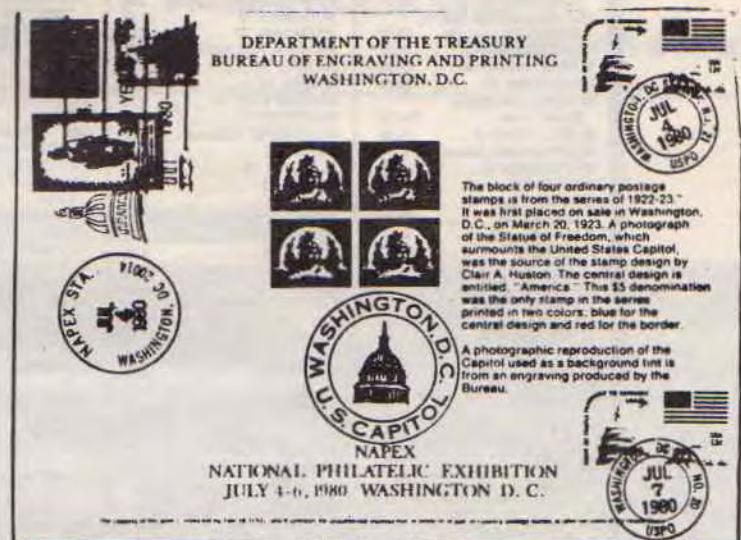 DEPARTMENT OF THE TREASURY
BUREAU OF ENGRAVING AND PRINTING
WASHINGTON, D.C.
JUL
4
1980
USPO
The block of four ordinary postage
stamps is from the series of 1922-23."
It was first placed on sale in Washington,
D.C., on March 20, 1923. A photograph
of the Statue of Freedom, which
surmounts the United States Capitol,
was the source of the stamp design by
Clair A. Huston. The central design is
entitled, "America." This $5 denomination
was the only stamp in the series
printed in two colors: blue for the
central design and red for the border.
A photographic reproduction of the
Capitol used as a background tint is
from an engraving produced by the
Bureau.
NAPEX STA.
JUL
4
1980
WASHINGTON, DC 20014
WASHINGTON, D.C.
U.S. CAPITOL
NAPEX
NATIONAL PHILATELIC EXHIBITION
JULY 4-6, 1980 WASHINGTON D. C.
JUL
7
1980
USPO